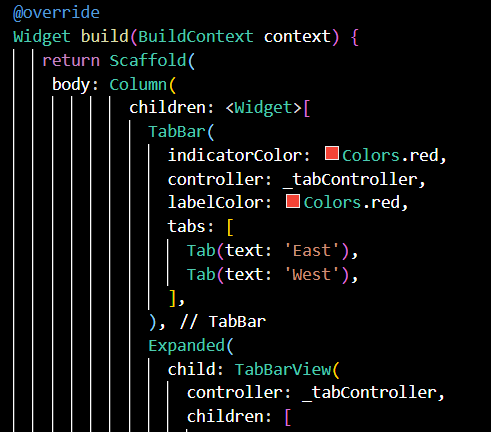 @override
Widget build(BuildContext context) {
return Scaffold(
body: Column(
children: <Widget>[
TabBar(
indicatorColor: Colors.red,
controller: _tabController,
labelColor: Colors.red,
tabs: [
Tab(text: 'East'),
Tab(text: 'West'),
],
), // TabBar
Expanded(
child: TabBarView(
controller: _tabController,
children: [